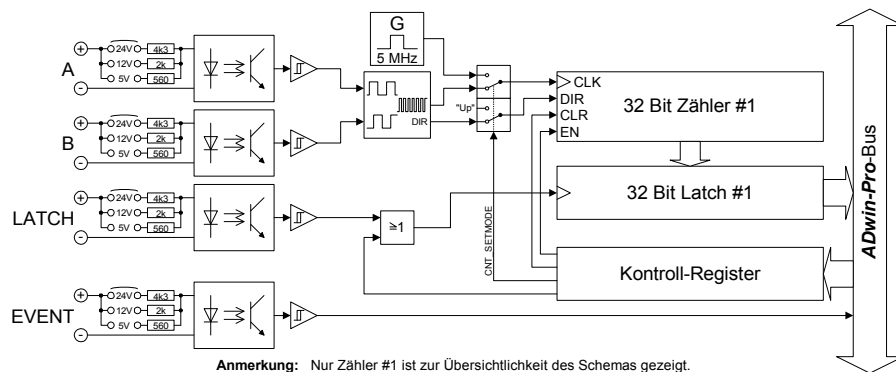 A
+
24V 4k3
12V 2k
5V 560
-
G
5 MHz
B
+
24V 4k3
12V 2k
5V 560
-
DIR
"Up"
CLK
DIR
CLR
EN
32 Bit Zähler #1
LATCH
+
24V 4k3
12V 2k
5V 560
-
≥1
CNT_SETMODE
32 Bit Latch #1
Kontroll-Register
EVENT
+
24V 4k3
12V 2k
5V 560
-
ADwin-Pro-Bus
Anmerkung: Nur Zähler #1 ist zur Übersichtlichkeit des Schemas gezeigt.